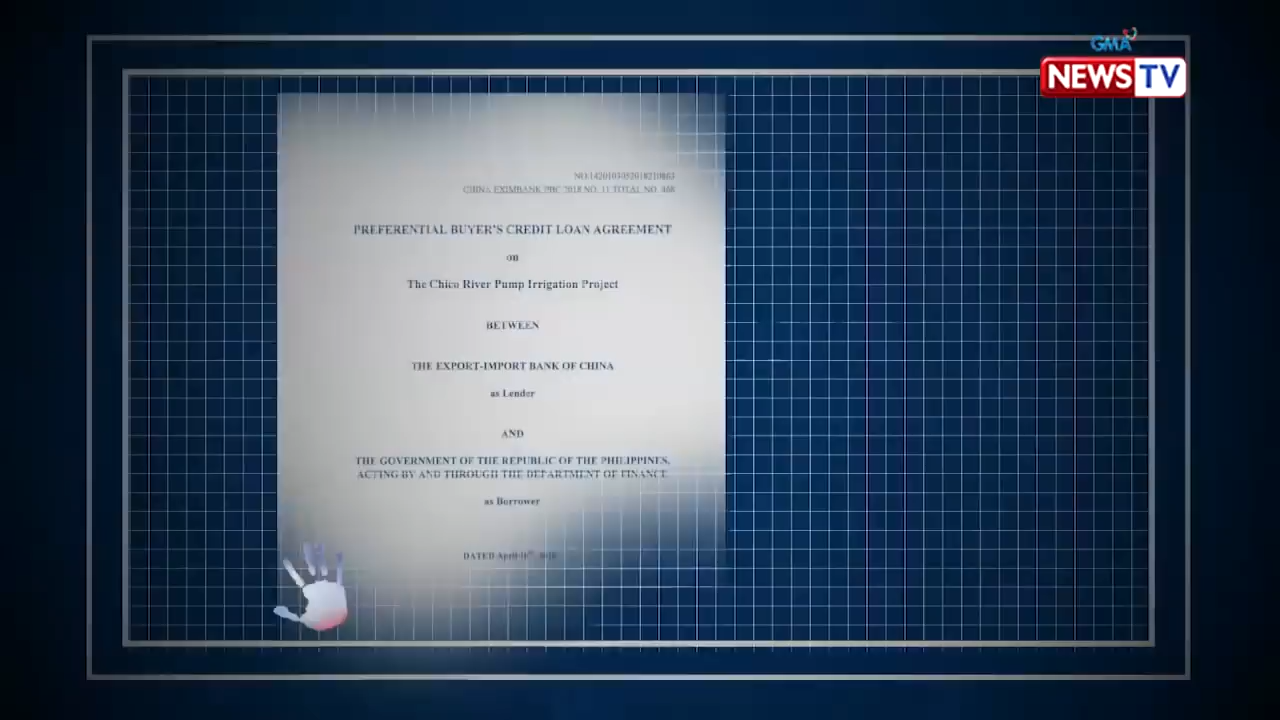 GMA
NEWS TV
CHINA EXIMBANK PBC 2018 NO. 11 TOTAL NO. 468
PREFERENTIAL BUYER'S CREDIT LOAN AGREEMENT
on
The Chico River Pump Irrigation Project
BETWEEN
THE EXPORT-IMPORT BANK OF CHINA
as Lender
AND
THE GOVERNMENT OF THE REPUBLIC OF THE PHILIPPINES,
ACTING BY AND THROUGH THE DEPARTMENT OF FINANCE
as Borrower
DATED April